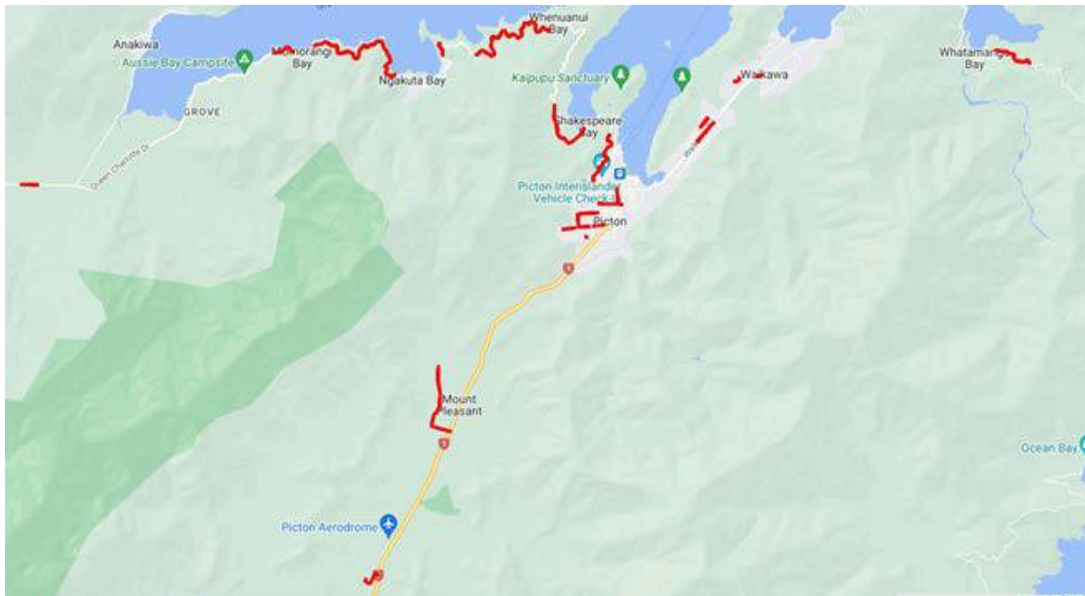 Whenuanui
Bay
Anakiwa
Momorangi
Bay
Aussie Bay Campsite
Ngakuta Bay
Kaipupu Sanctuary
Waikawa
Whatamango
Bay
GROVE
Shakespeare
Bay
Queen Charlotte Dr
Picton Interislander
Vehicle Check
Picton
1
Mount
Pleasant
1
Ocean Bay
Picton Aerodrome